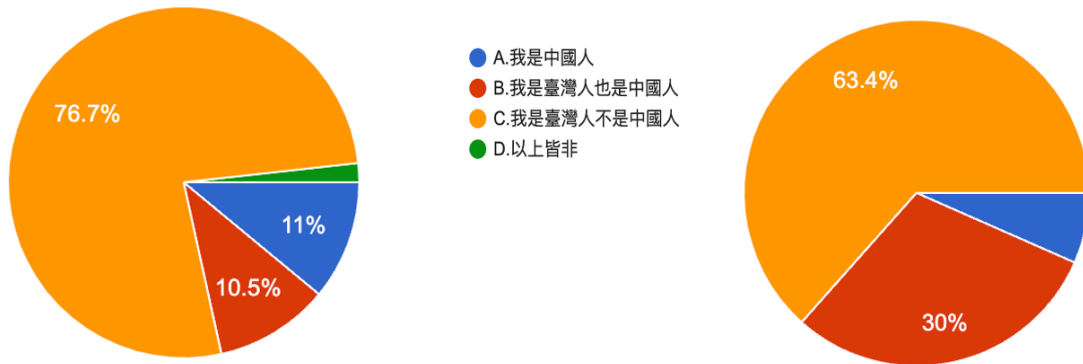 76.7%
11%
10.5%
A.我是中國人
B.我是臺灣人也是中國人
C.我是臺灣人不是中國人
D.以上皆非
63.4%
30%